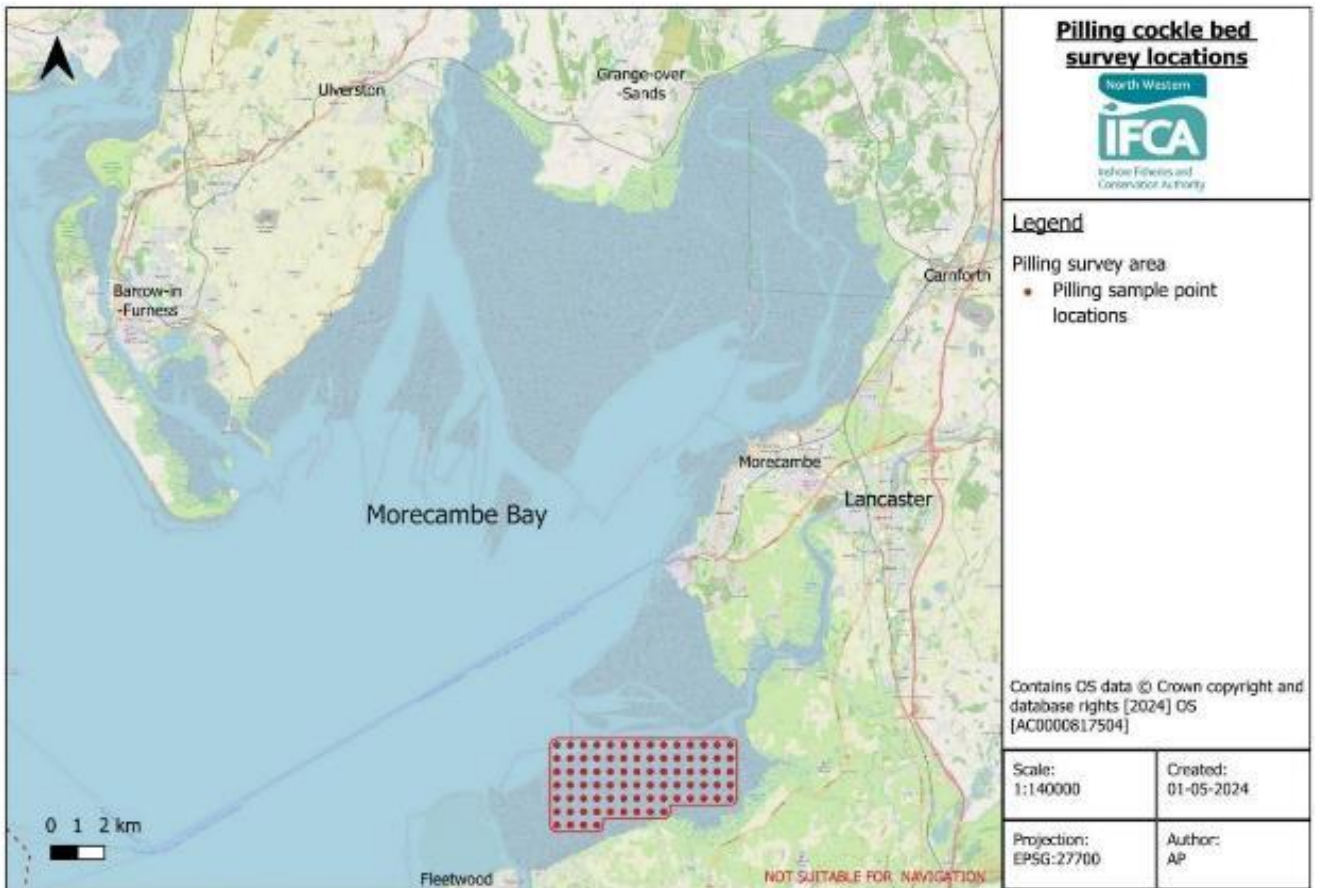 Pilling cockle bed
survey locations
North Western
IFCA
Inshore Fisheries and
Conservation Authority
Legend
Pilling survey area
Pilling sample point
locations
Contains OS data © Crown copyright and
database rights [2024] OS
[AC0000817504]
Scale:
1:140000
Created:
01-05-2024
Projection:
EPSG:27700
Author:
AP
Ulverston
Grange-over
-Sands
Carnforth
Barrow-in
-Furness
Morecambe
Lancaster
Morecambe Bay
0 1 2 km
Fleetwood
NOT SUITABLE FOR NAVIGATION